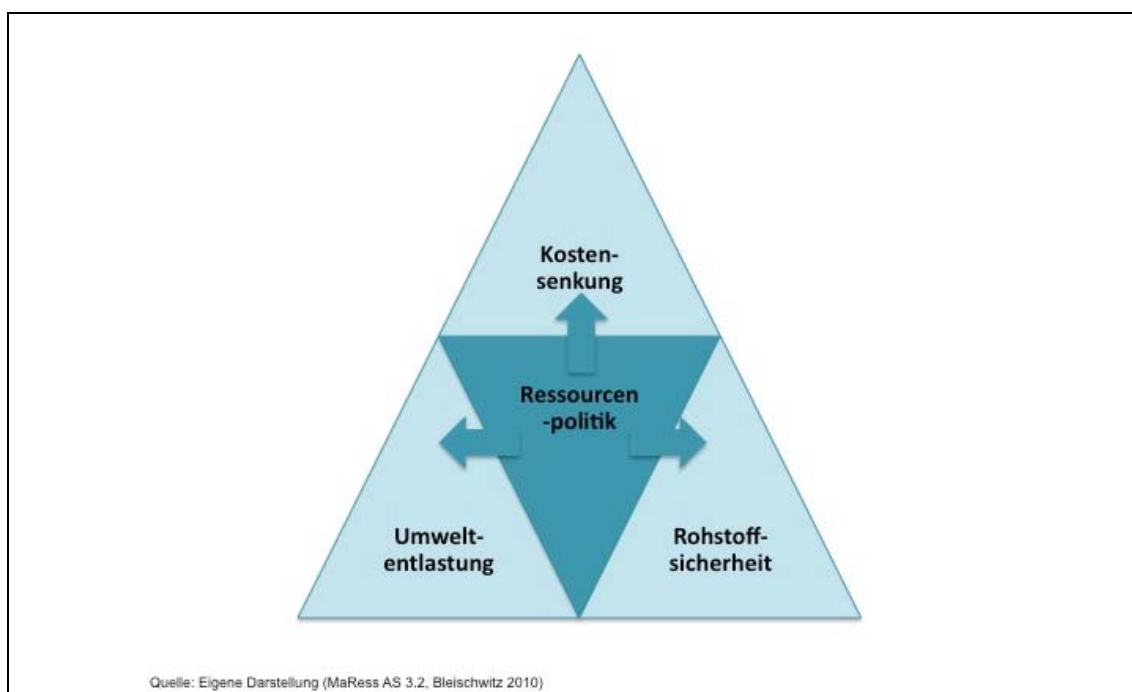 Kosten-
senkung
Ressourcen
-politik
Umwelt-
entlastung
Rohstoff-
sicherheit
Quelle: Eigene Darstellung (MaRess AS 3.2, Bleischwitz 2010)